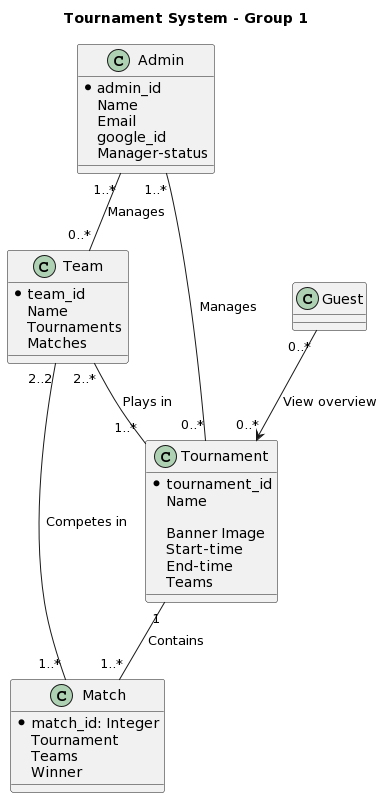 Tournament System - Group 1
C Admin
admin_id
Name
Email
google_id
Manager-status
1..*
1..*
Manages
0..*
C Team
team_id
Name
Tournaments
Matches
C Guest
Manages
2..2
2..*
0..*
Plays in
View overview
1..*
0..*
0..*
C Tournament
tournament_id
Name
Banner Image
Start-time
End-time
Teams
Competes in
1
Contains
1..*
1..*
C Match
match_id: Integer
Tournament
Teams
Winner